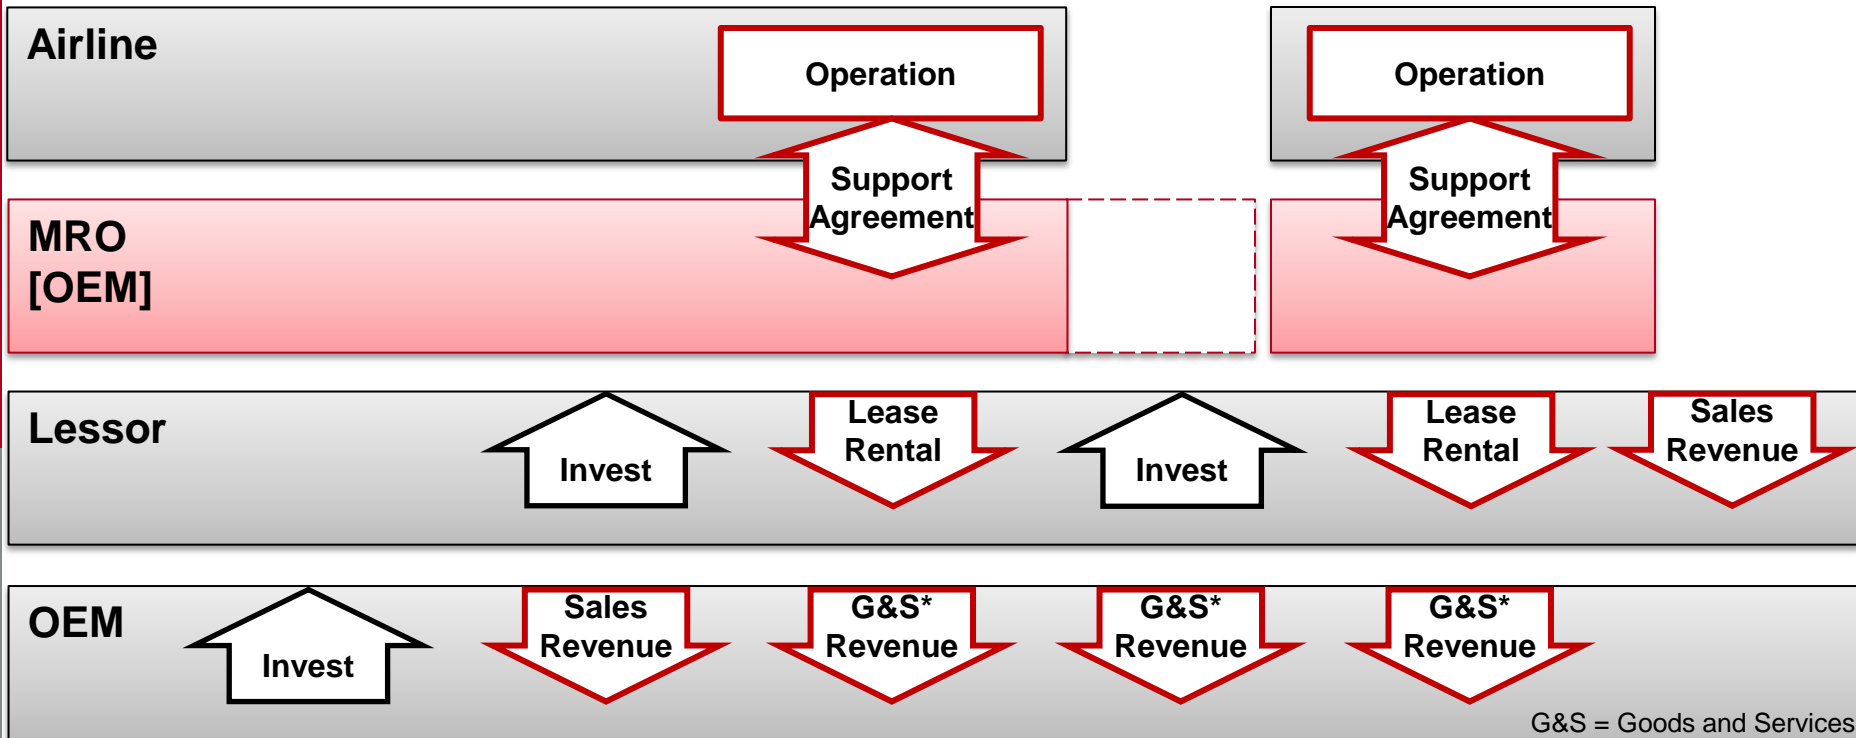 Airline
Operation
Operation
Support
Agreement
Support
Agreement
MRO
[OEM]
Lessor
Invest
Lease
Rental
Invest
Lease
Rental
Sales
Revenue
OEM
Invest
Sales
Revenue
G&S*
Revenue
G&S*
Revenue
G&S*
Revenue
G&S = Goods and Services